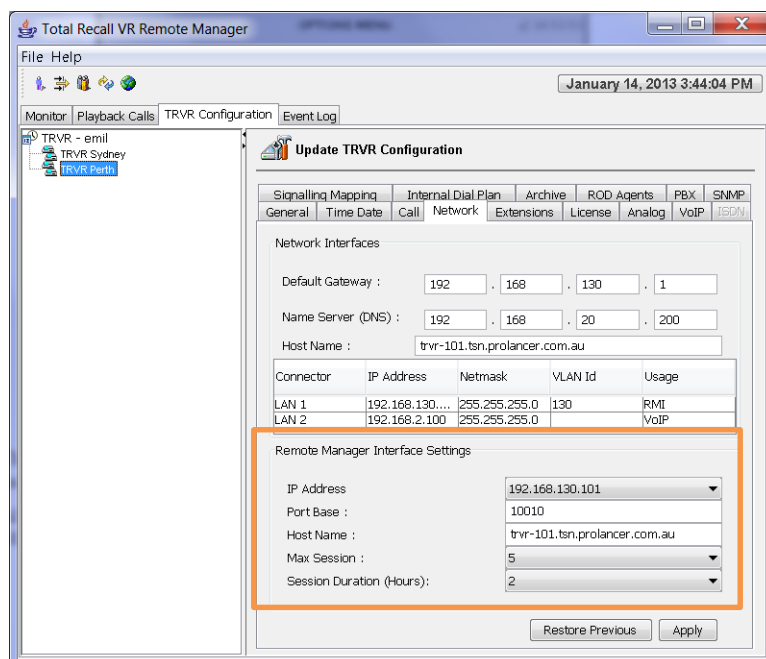 Total Recall VR Remote Manager
File Help
January 14, 2013 3:44:04 PM
Monitor Playback Calls TRVR Configuration Event Log
TRVR - emil
TRVR Sydney
TRVR Perth
Update TRVR Configuration
Signalling Mapping Internal Dial Plan Archive ROD Agents PBX SNMP
General Time Date Call Network Extensions License Analog VoIP ISDN
Network Interfaces
Default Gateway : 192 . 168 . 130 . 1
Name Server (DNS) : 192 . 168 . 20 . 200
Host Name : trvr-101.tsn.prolancer.com.au
Connector IP Address Netmask VLAN Id Usage
LAN 1 192.168.130.... 255.255.255.0 130 RMI
LAN 2 192.168.2.100 255.255.255.0 VoIP
Remote Manager Interface Settings
IP Address 192.168.130.101
Port Base : 10010
Host Name : trvr-101.tsn.prolancer.com.au
Max Session : 5
Session Duration (Hours): 2
Restore Previous Apply